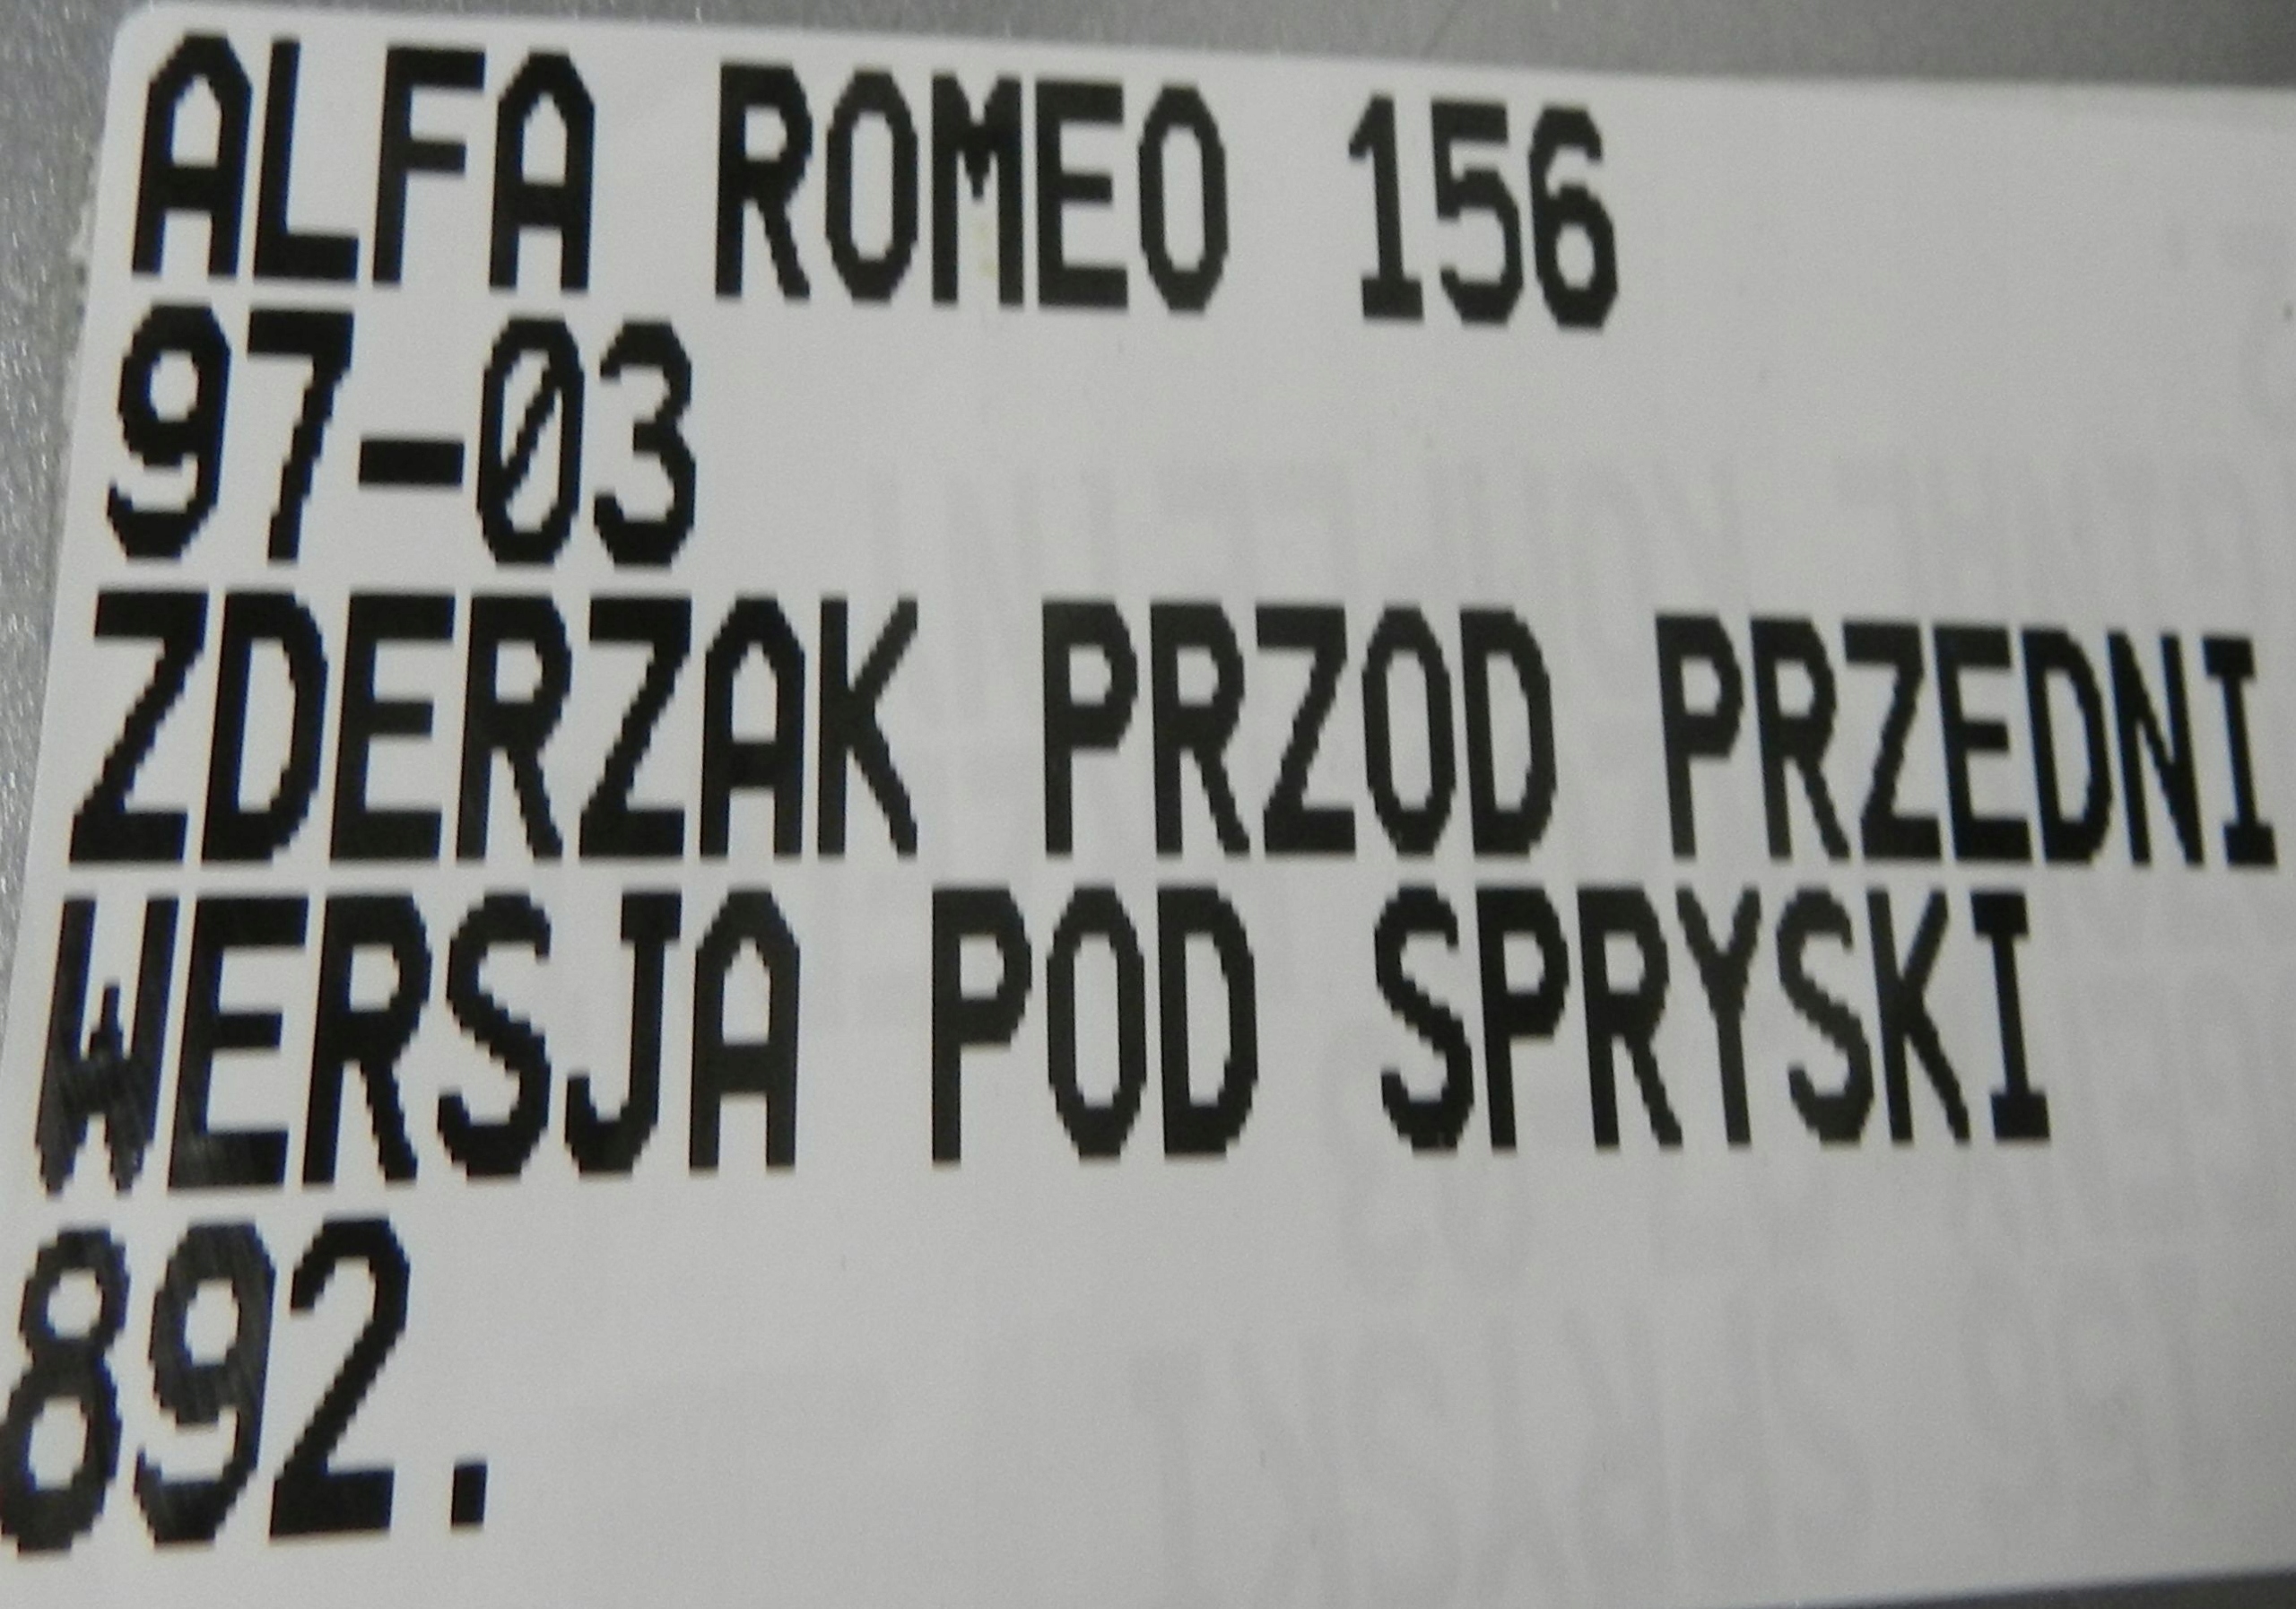 ALFA ROMEO 156
97-03
ZDERZAK PRZOD PRZEDNI
WERSJA POD SPRYSKI
892.